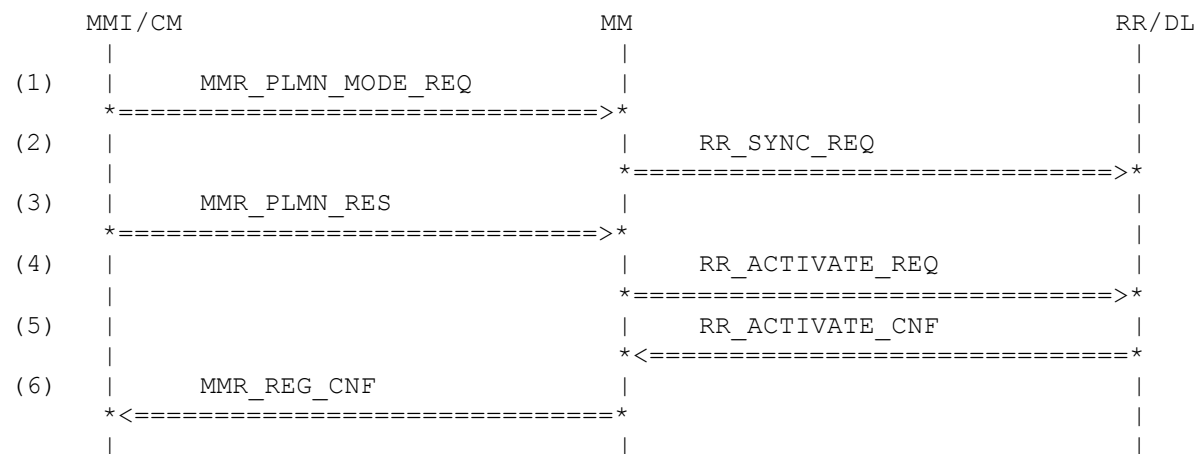 MMI/CM MM RR/DL
| | |
(1) | MMR_PLMN_MODE_REQ | |
*==============================>* |
(2) | | RR_SYNC_REQ |
| *==============================>*
(3) | MMR_PLMN_RES | |
*==============================>* |
(4) | | RR_ACTIVATE_REQ |
| *==============================>*
(5) | | RR_ACTIVATE_CNF |
| *<==============================*
(6) | MMR_REG_CNF | |
*<==============================* |
| | |